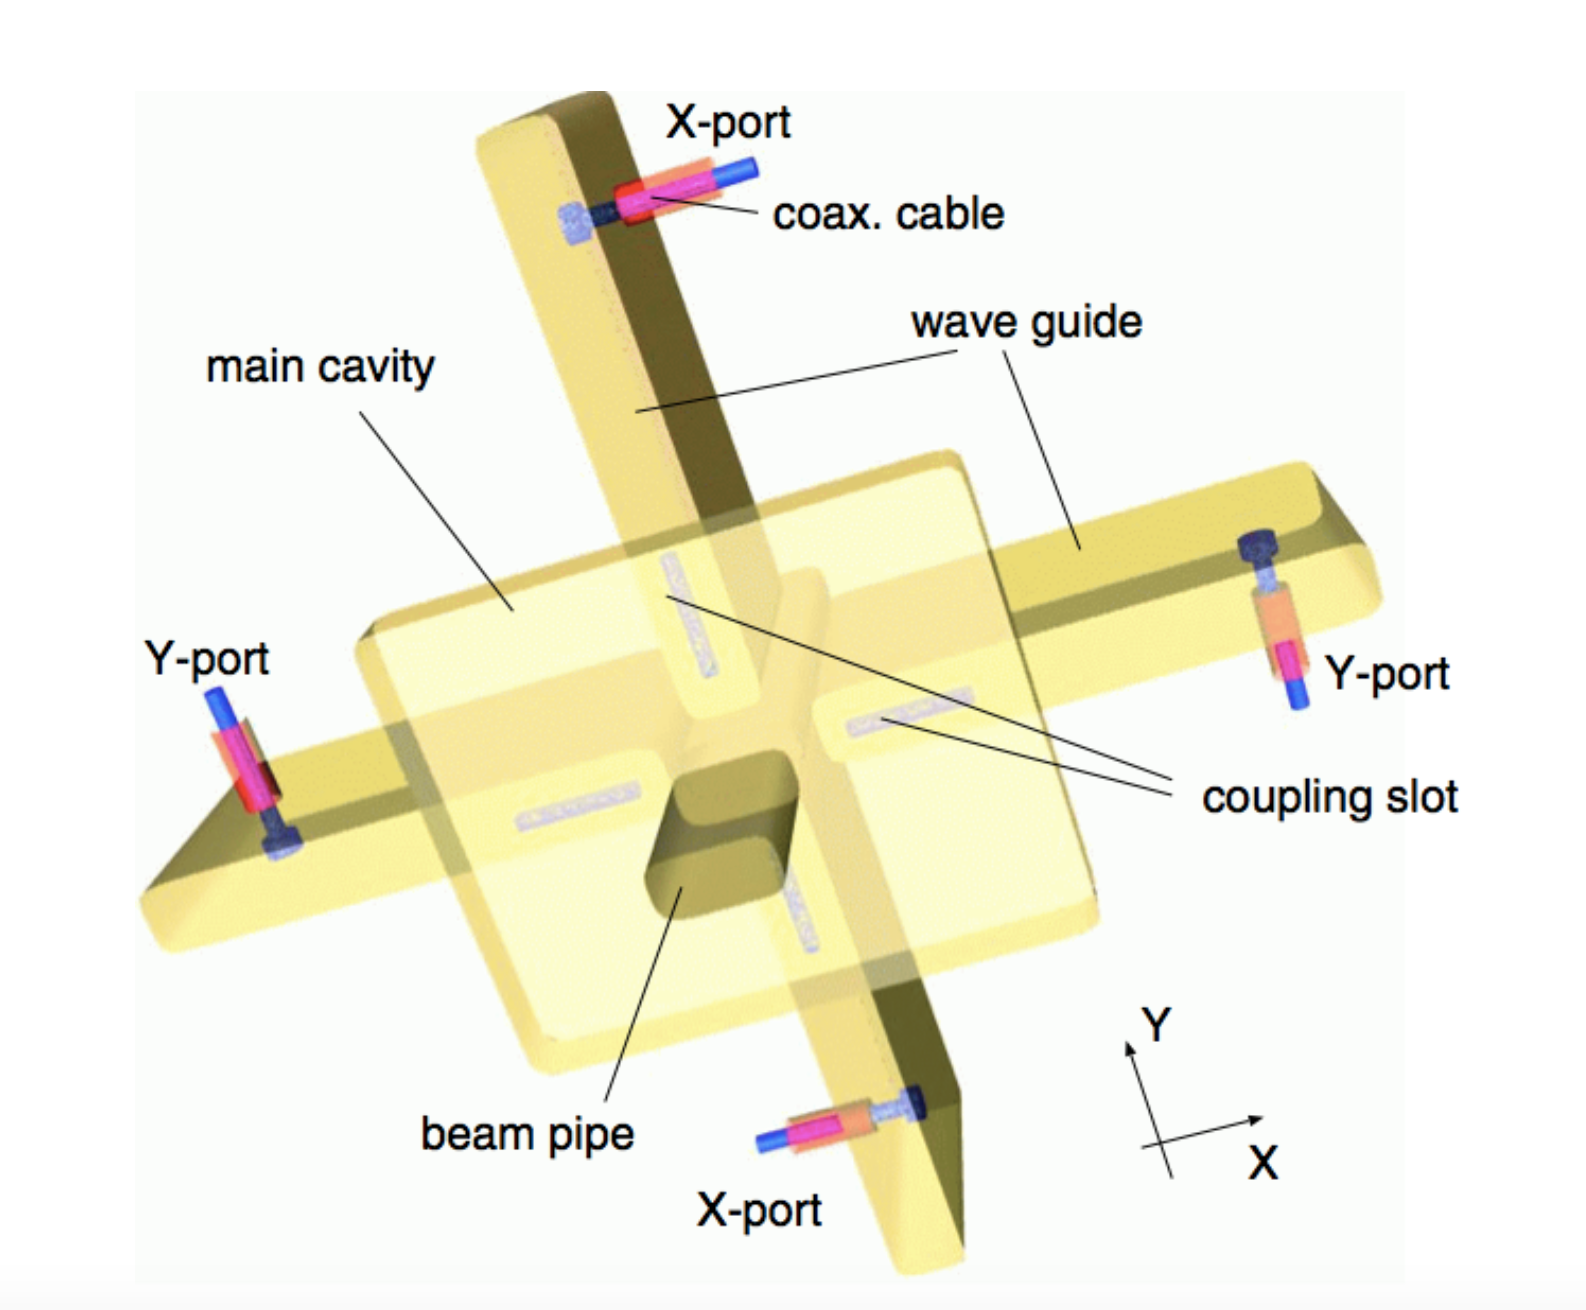 X-port
coax. cable
wave guide
main cavity
Y-port
Y-port
coupling slot
Y
beam pipe
X
X-port